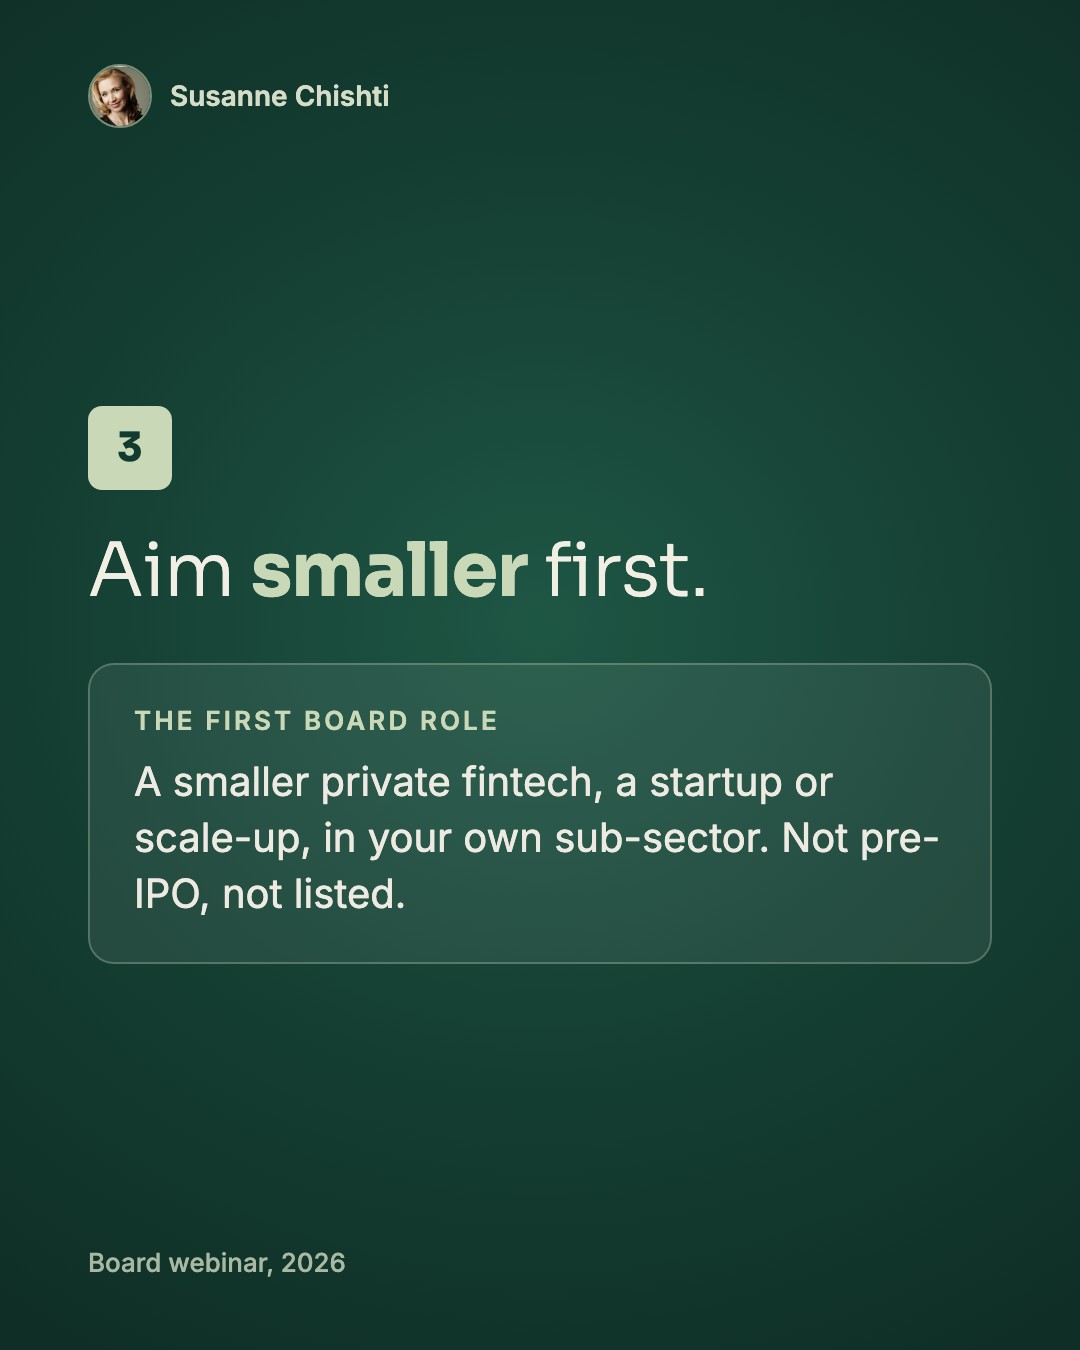 Susanne Chishti
3
Aim smaller first.
THE FIRST BOARD ROLE
A smaller private fintech, a startup or
scale-up, in your own sub-sector. Not pre-
IPO, not listed.
Board webinar, 2026